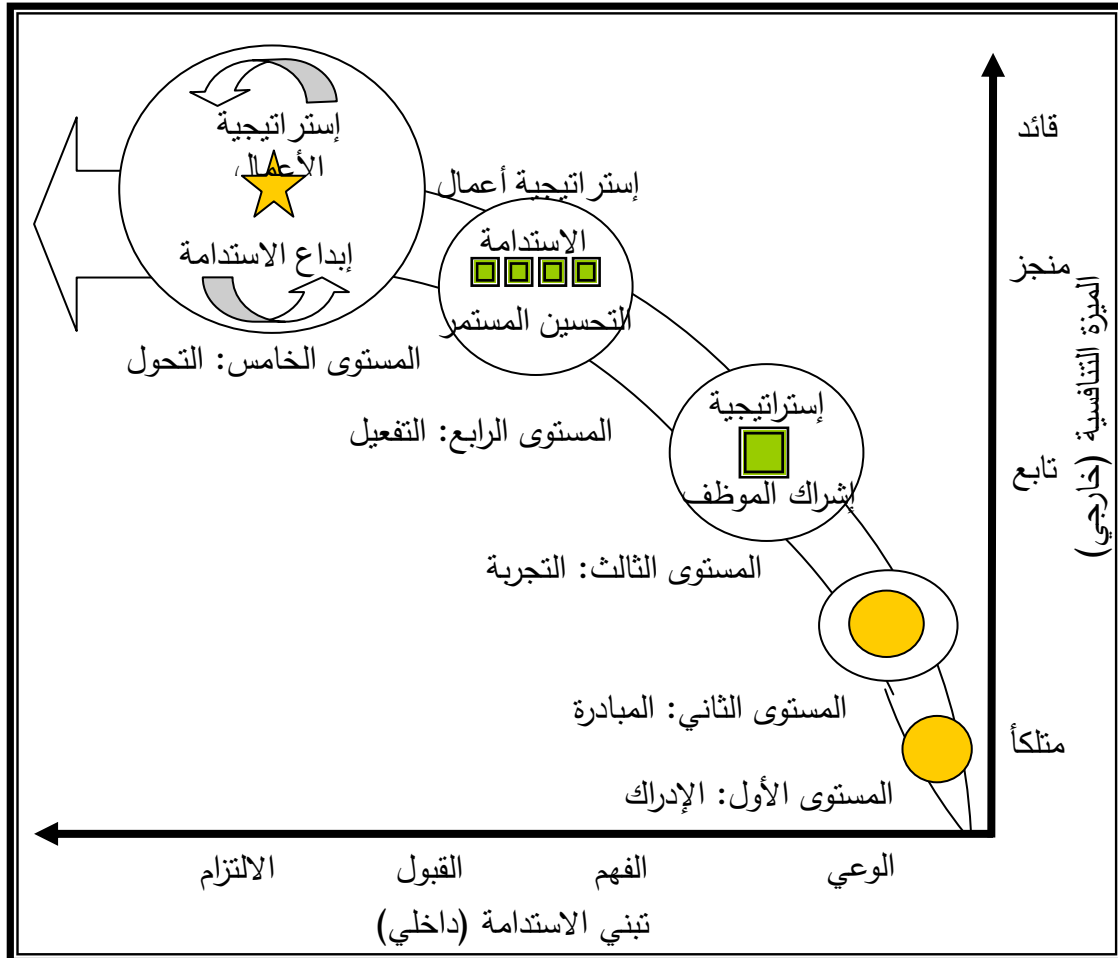 إستراتيجية
الأعمال
إبداع الاستدامة
المستوى الخامس: التحول
إستراتيجية أعمال
الاستدامة
التحسين المستمر
المستوى الرابع: التفعيل
إستراتيجية
إشراك الموظف
المستوى الثالث: التجربة
المستوى الثاني: المبادرة
المستوى الأول: الإدراك
قائد
منجز
تابع
متلكأ
الميزة التنافسية (خارجي)
الوعي
الفهم
القبول
الالتزام
تبني الاستدامة (داخلي)